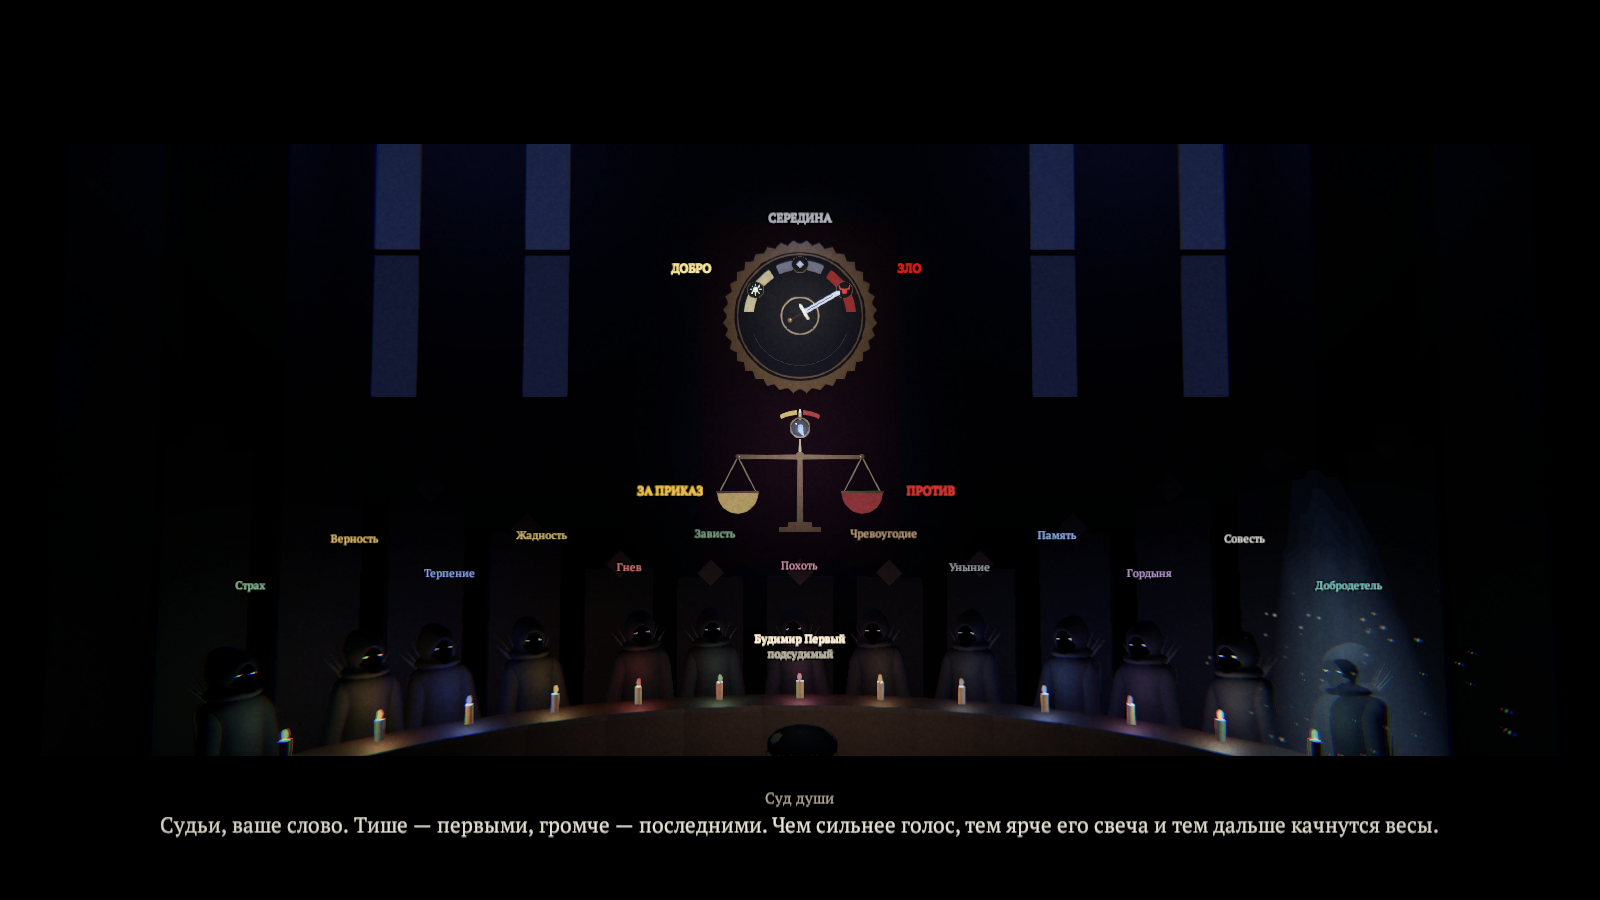 СЕРЕДИНА
ДОБРО
ЗЛО
ЗА ПРИКАЗ
ПРОТИВ
Верность
Жадность
Зависть
Чревоугодие
Память
Совесть
Страх
Терпение
Гнев
Похоть
Уныние
Гордыня
Добродетель
Будимир Первый
подсудимый
Суд души
Судьи, ваше слово. Тише — первыми, громче — последними. Чем сильнее голос, тем ярче его свеча и тем дальше качнутся весы.